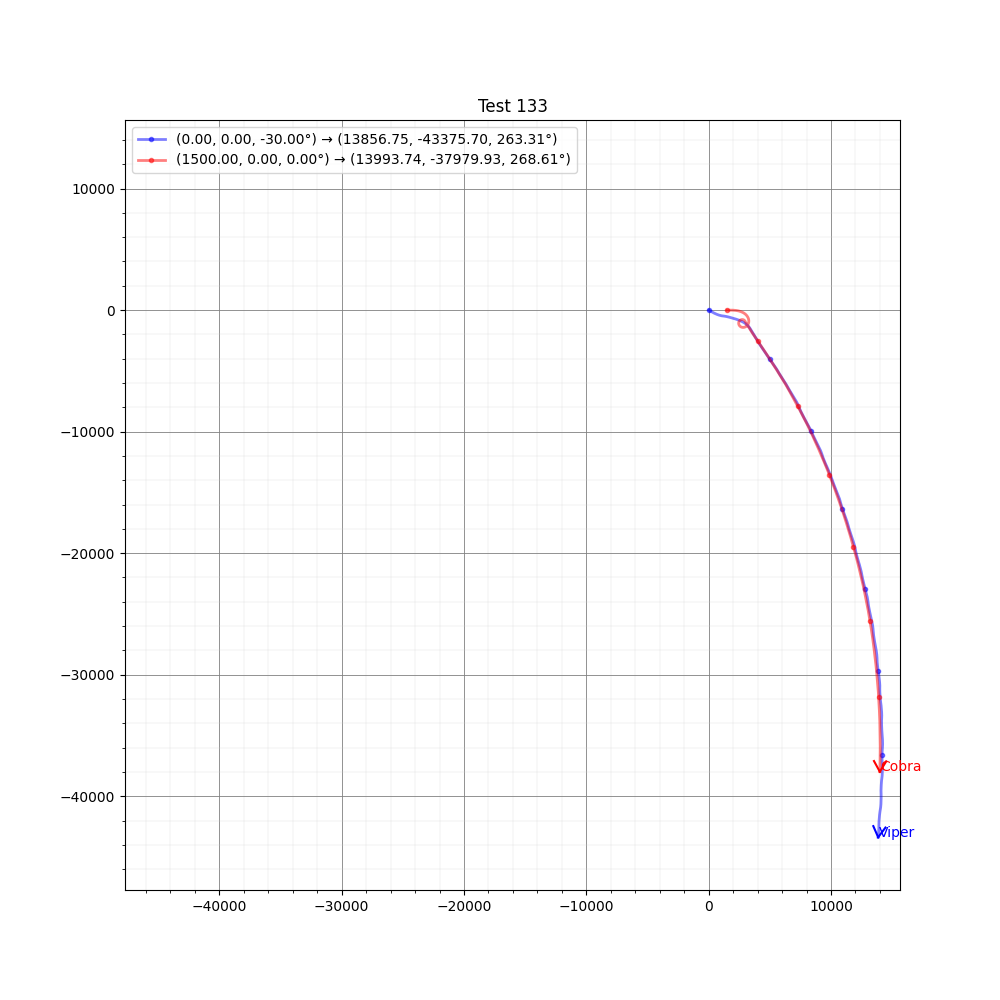 Test 133
(0.00, 0.00, -30.00°) → (13856.75, -43375.70, 263.31°)
(1500.00, 0.00, 0.00°) → (13993.74, -37979.93, 268.61°)
10000
0
−10000
−20000
−30000
−40000
Cobra
Viper
−40000 −30000 −20000 −10000 0 10000